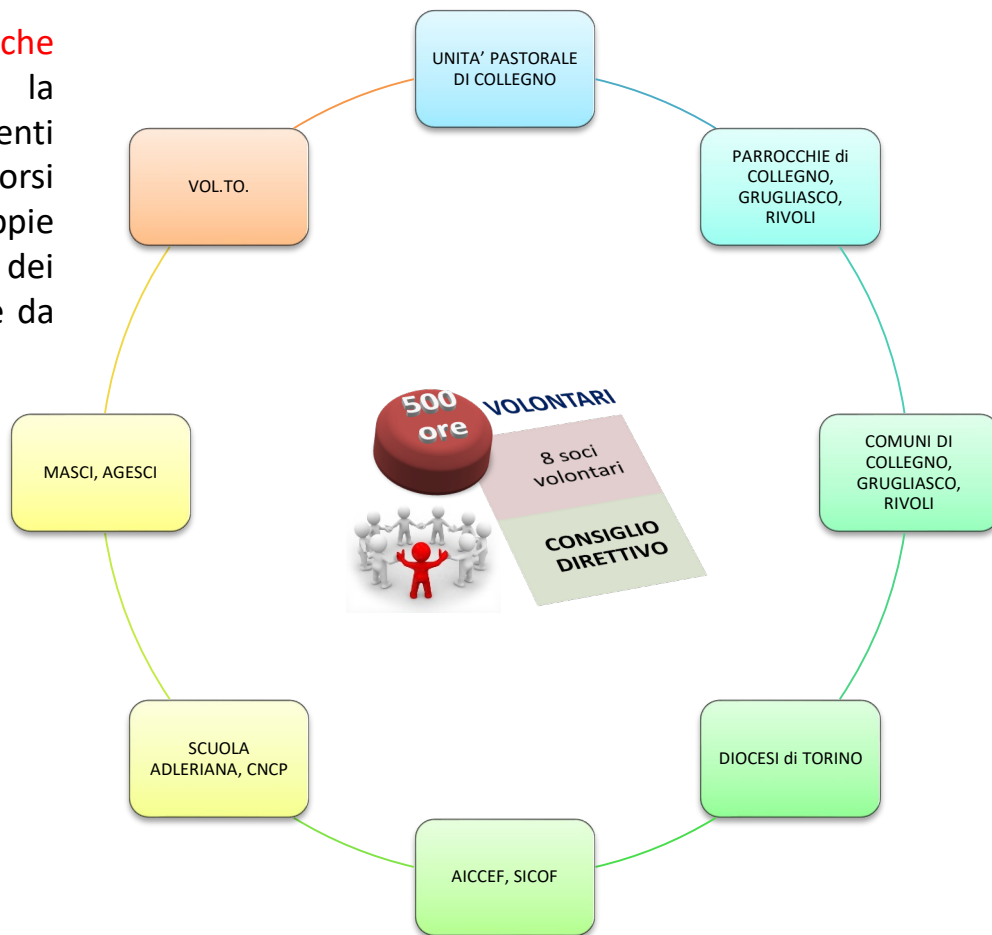 che
la
enti
orsi
ppie
dei
e da
UNITA’ PASTORALE
DI COLLEGNO
PARROCCHIE di
COLLEGNO,
GRUGLIASCO,
RIVOLI
COMUNI DI
COLLEGNO,
GRUGLIASCO,
RIVOLI
DIOCESI di TORINO
AICCEF, SICOF
SCUOLA
ADLERIANA, CNCP
MASCI, AGESCI
VOL.TO.
500
ore
VOLONTARI
8 soci
volontari
CONSIGLIO
DIRETTIVO